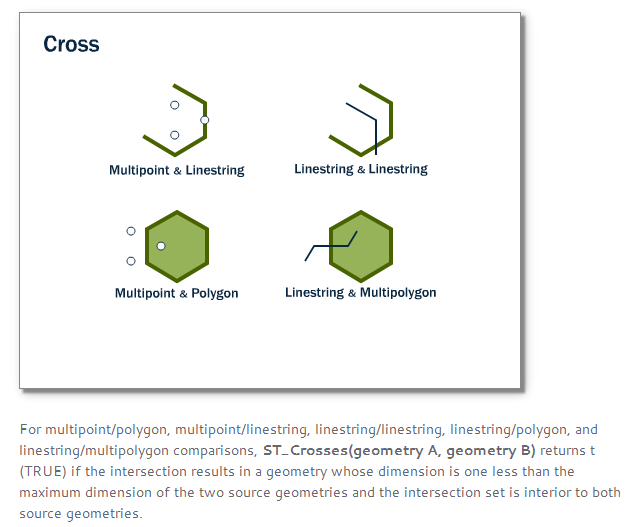 Cross
Multipoint & Linestring
Linestring & Linestring
Multipoint & Polygon
Linestring & Multipolygon
For multipoint/polygon, multipoint/linestring, linestring/linestring, linestring/polygon, and
linestring/multipolygon comparisons, ST_Crosses(geometry A, geometry B) returns t
(TRUE) if the intersection results in a geometry whose dimension is one less than the
maximum dimension of the two source geometries and the intersection set is interior to both
source geometries.